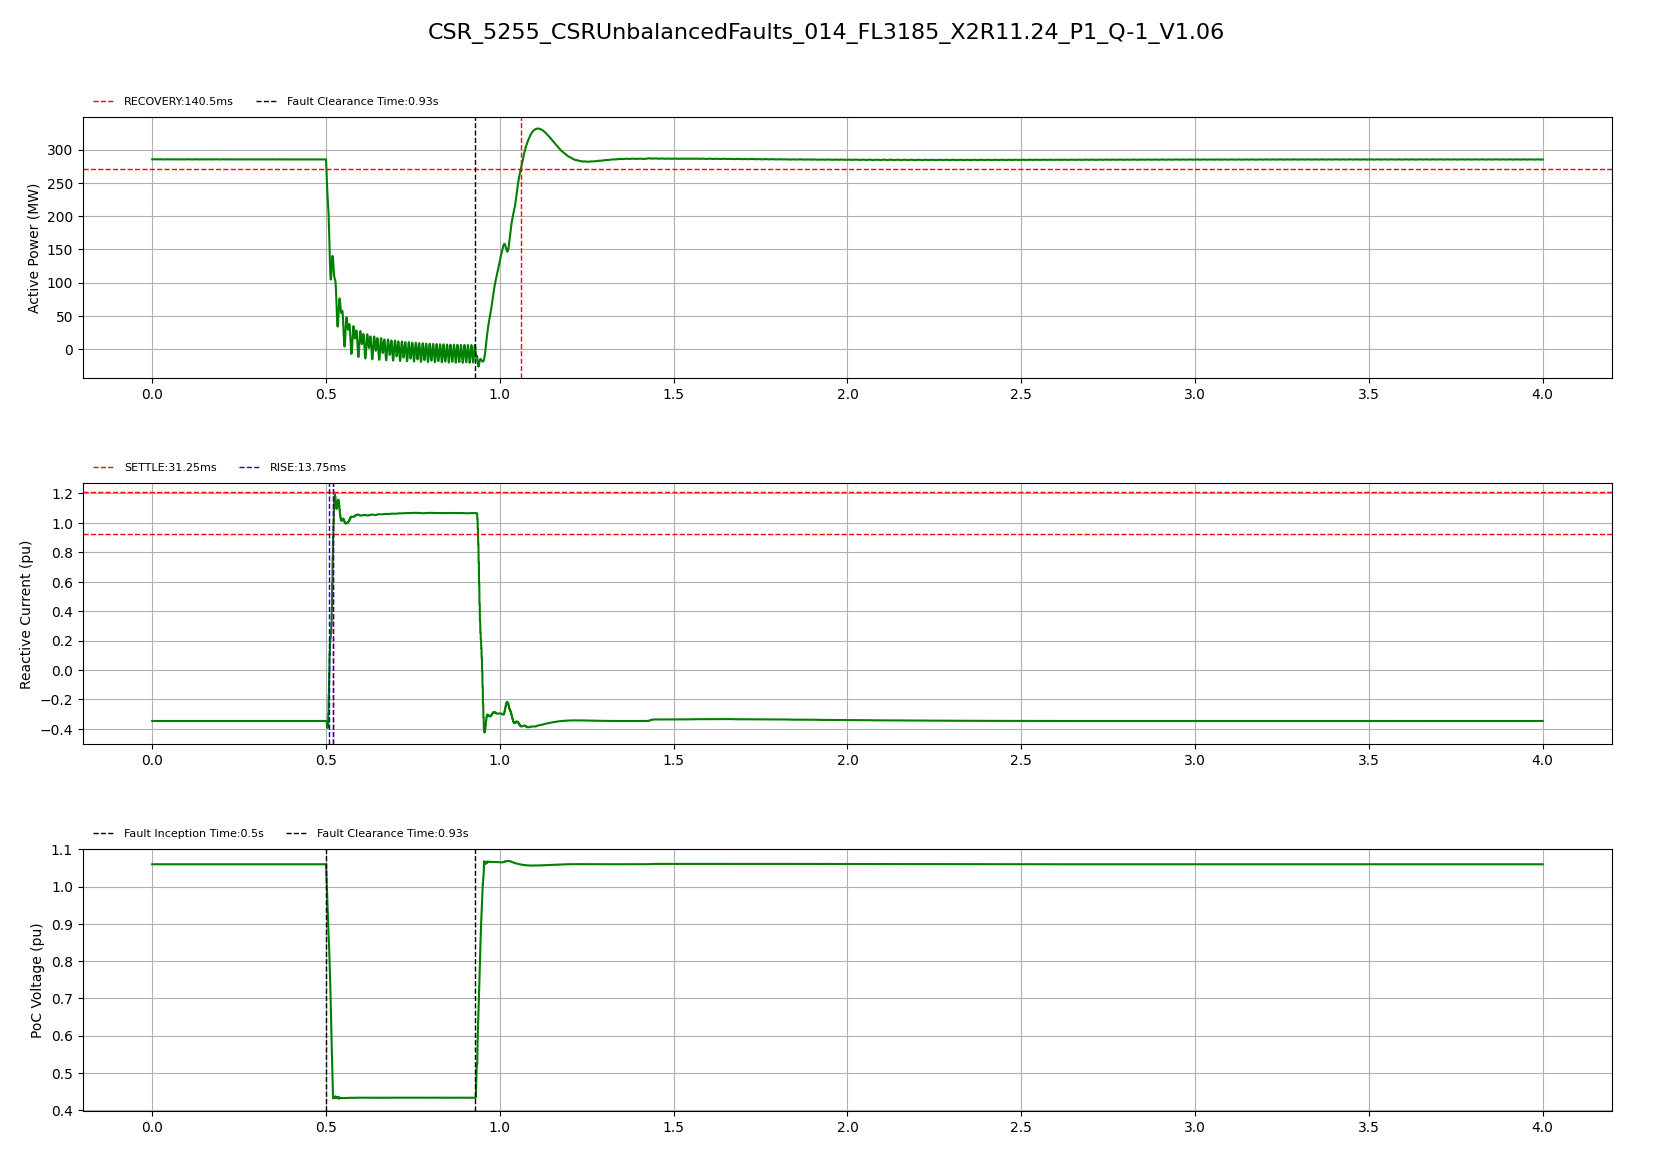 CSR_5255_CSRUnbalancedFaults_014_FL3185_X2R11.24_P1_Q-1_V1.06
RECOVERY:140.5ms Fault Clearance Time:0.93s
Active Power (MW)
300
250
200
150
100
50
0
0.0 0.5 1.0 1.5 2.0 2.5 3.0 3.5 4.0
SETTLE:31.25ms RISE:13.75ms
Reactive Current (pu)
1.2
1.0
0.8
0.6
0.4
0.2
0.0
−0.2
−0.4
0.0 0.5 1.0 1.5 2.0 2.5 3.0 3.5 4.0
Fault Inception Time:0.5s Fault Clearance Time:0.93s
PoC Voltage (pu)
1.1
1.0
0.9
0.8
0.7
0.6
0.5
0.4
0.0 0.5 1.0 1.5 2.0 2.5 3.0 3.5 4.0